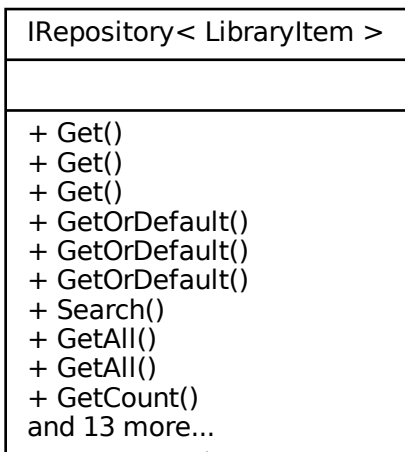 IRepository< LibraryItem >
+ Get()
+ Get()
+ Get()
+ GetOrDefault()
+ GetOrDefault()
+ GetOrDefault()
+ Search()
+ GetAll()
+ GetAll()
+ GetCount()
and 13 more...